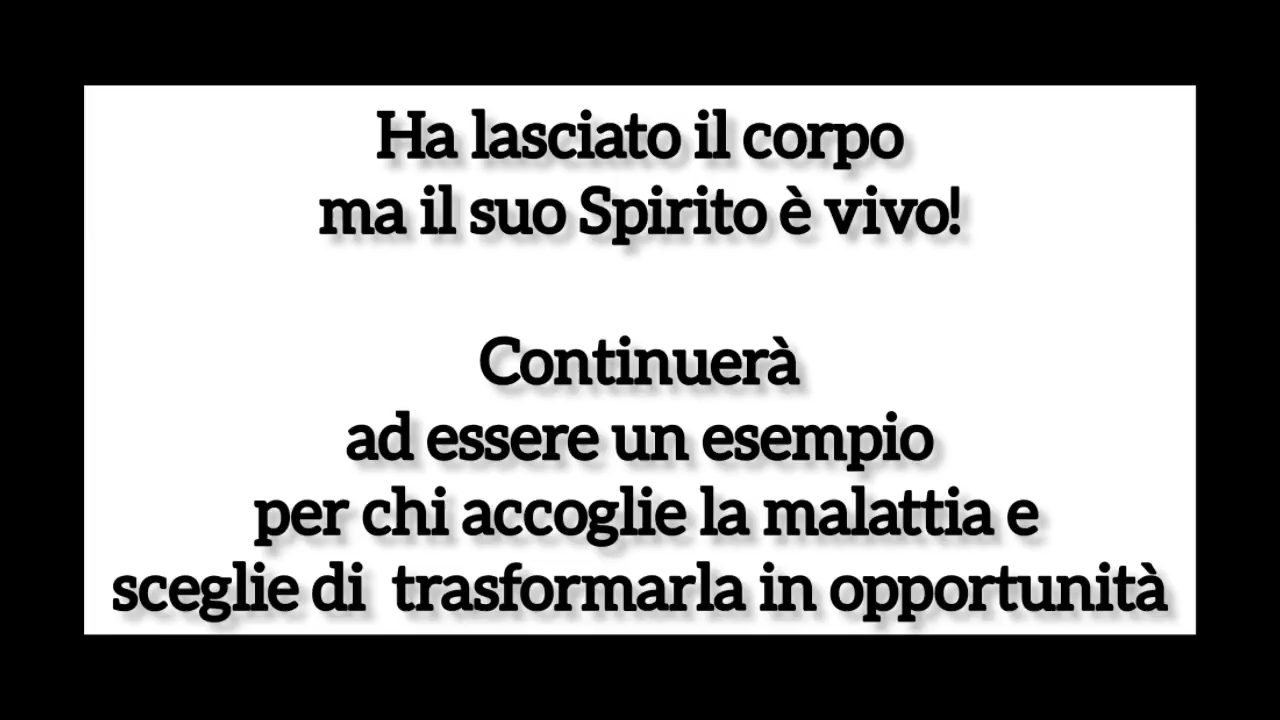 Ha lasciato il corpo
ma il suo Spirito è vivo!
Continuerà
ad essere un esempio
per chi accoglie la malattia e
sceglie di  trasformarla in opportunità